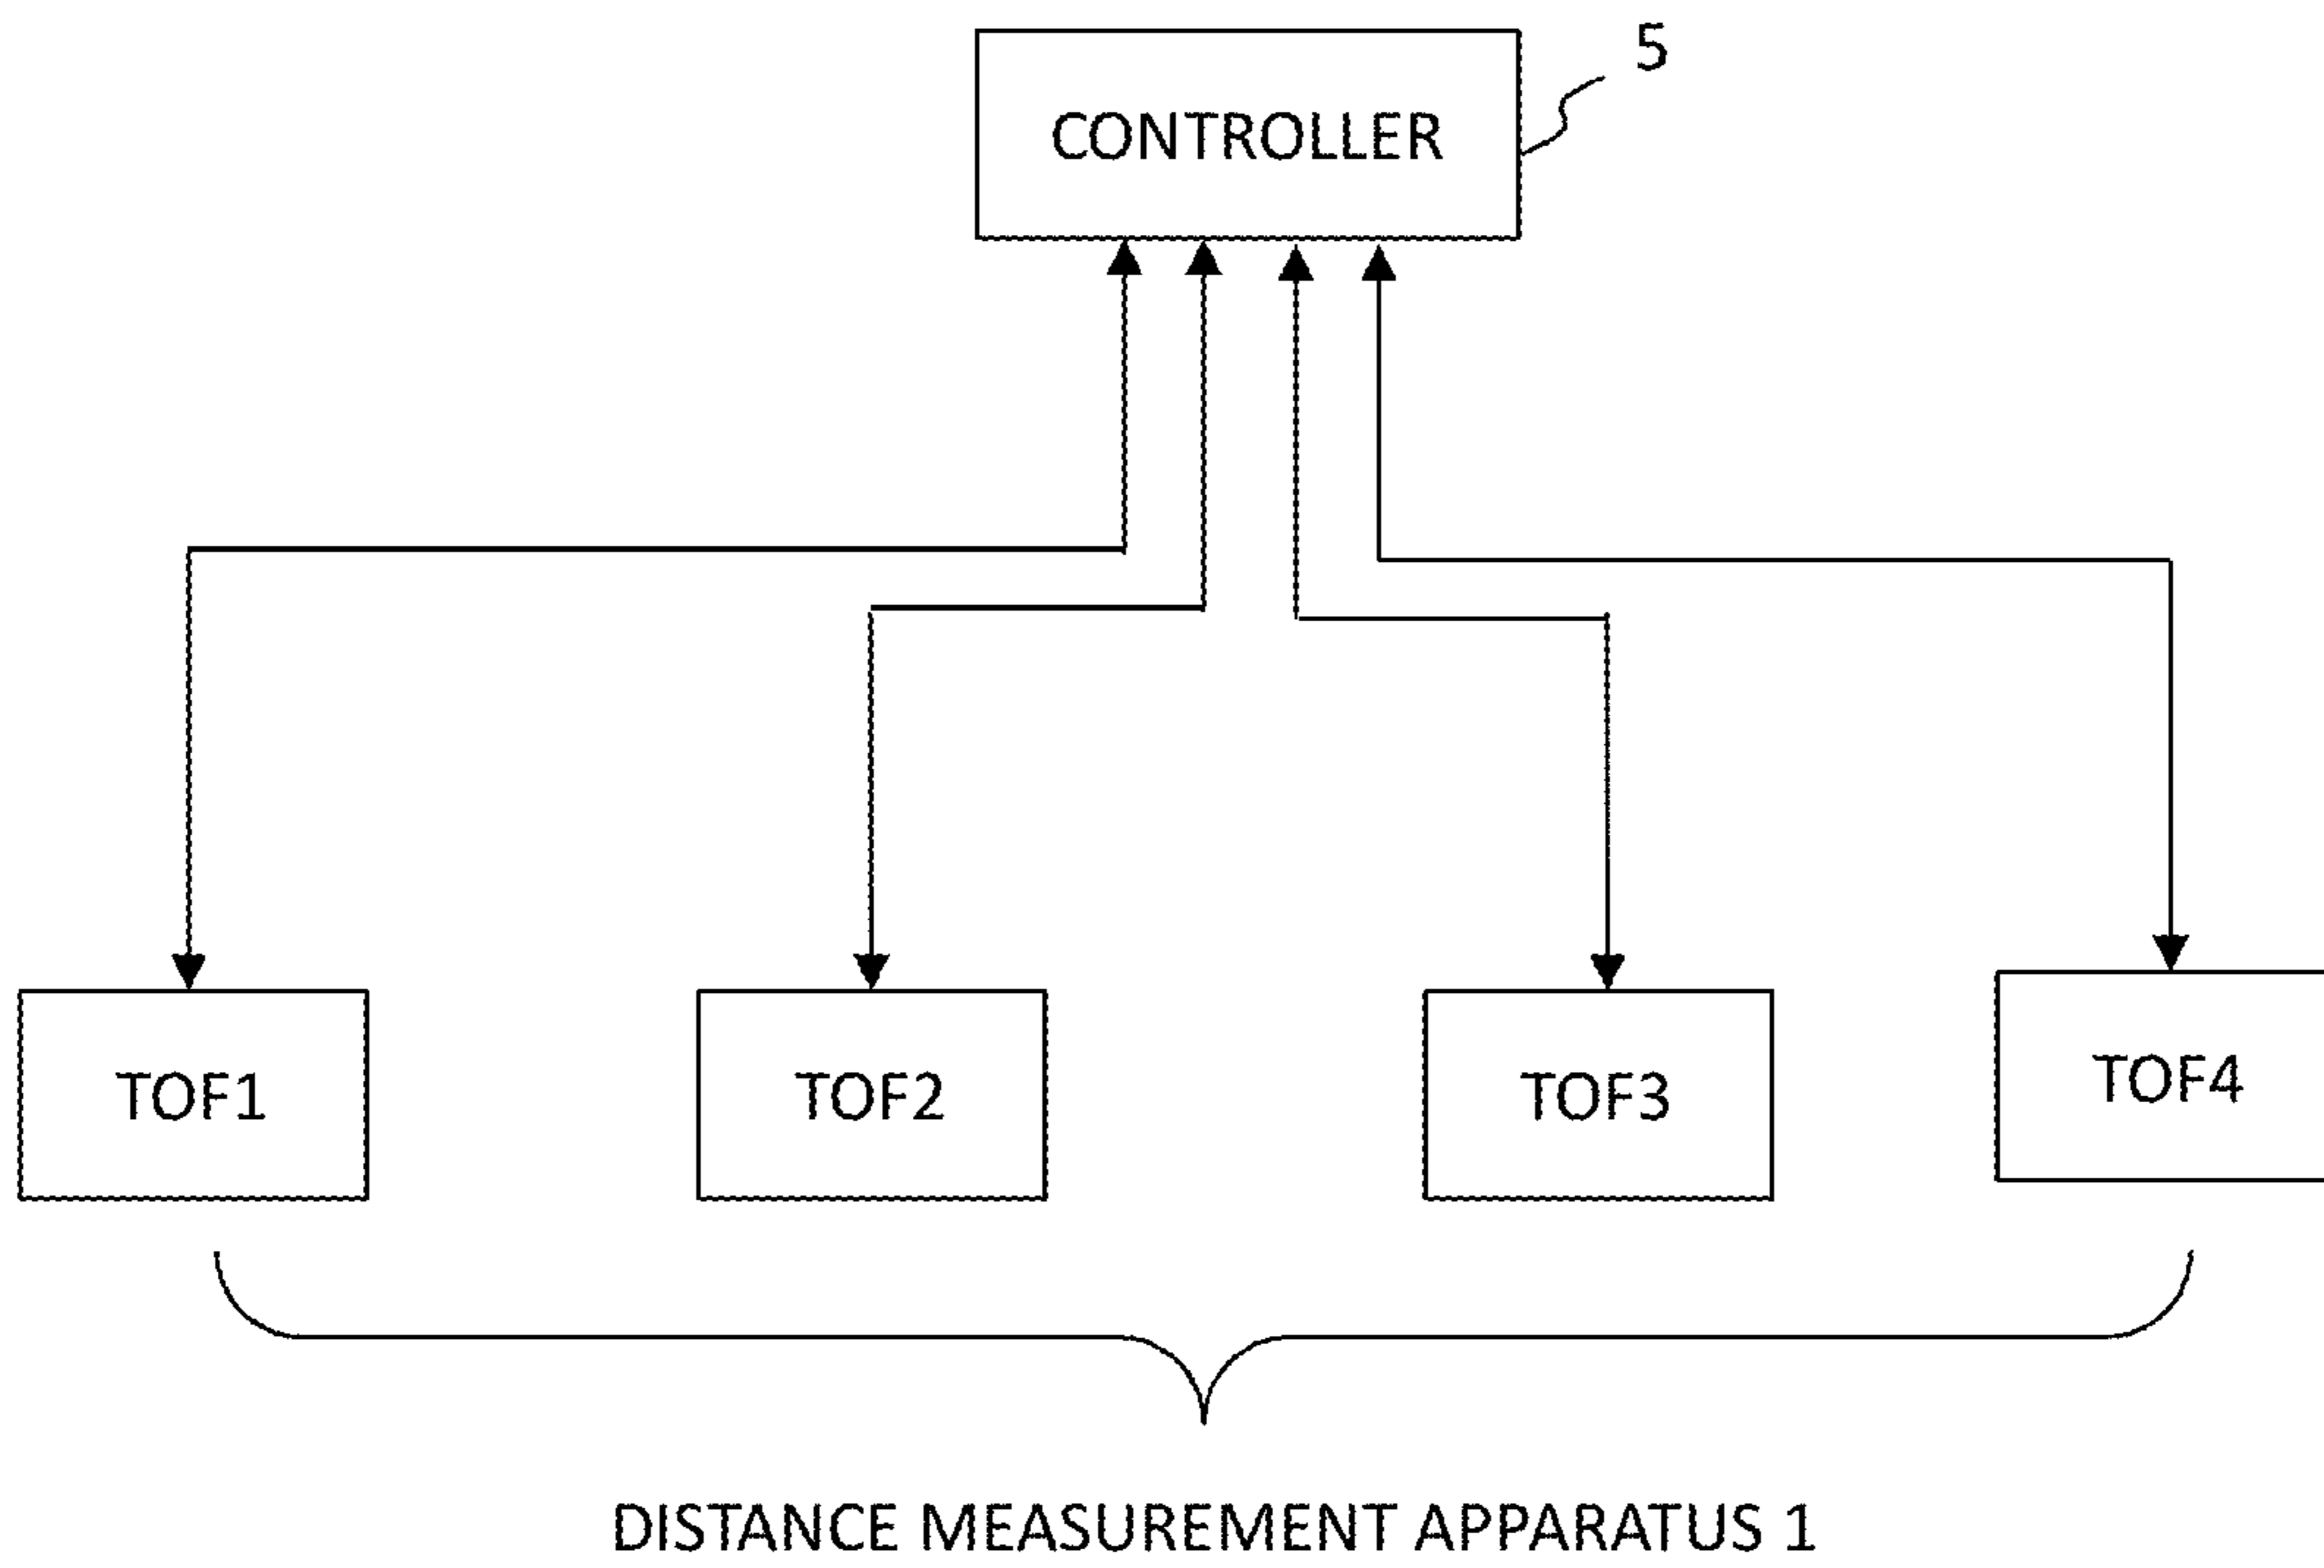 5
CONTROLLER
TOF1
TOF2
TOF3
TOF4
DISTANCE MEASUREMENT APPARATUS 1